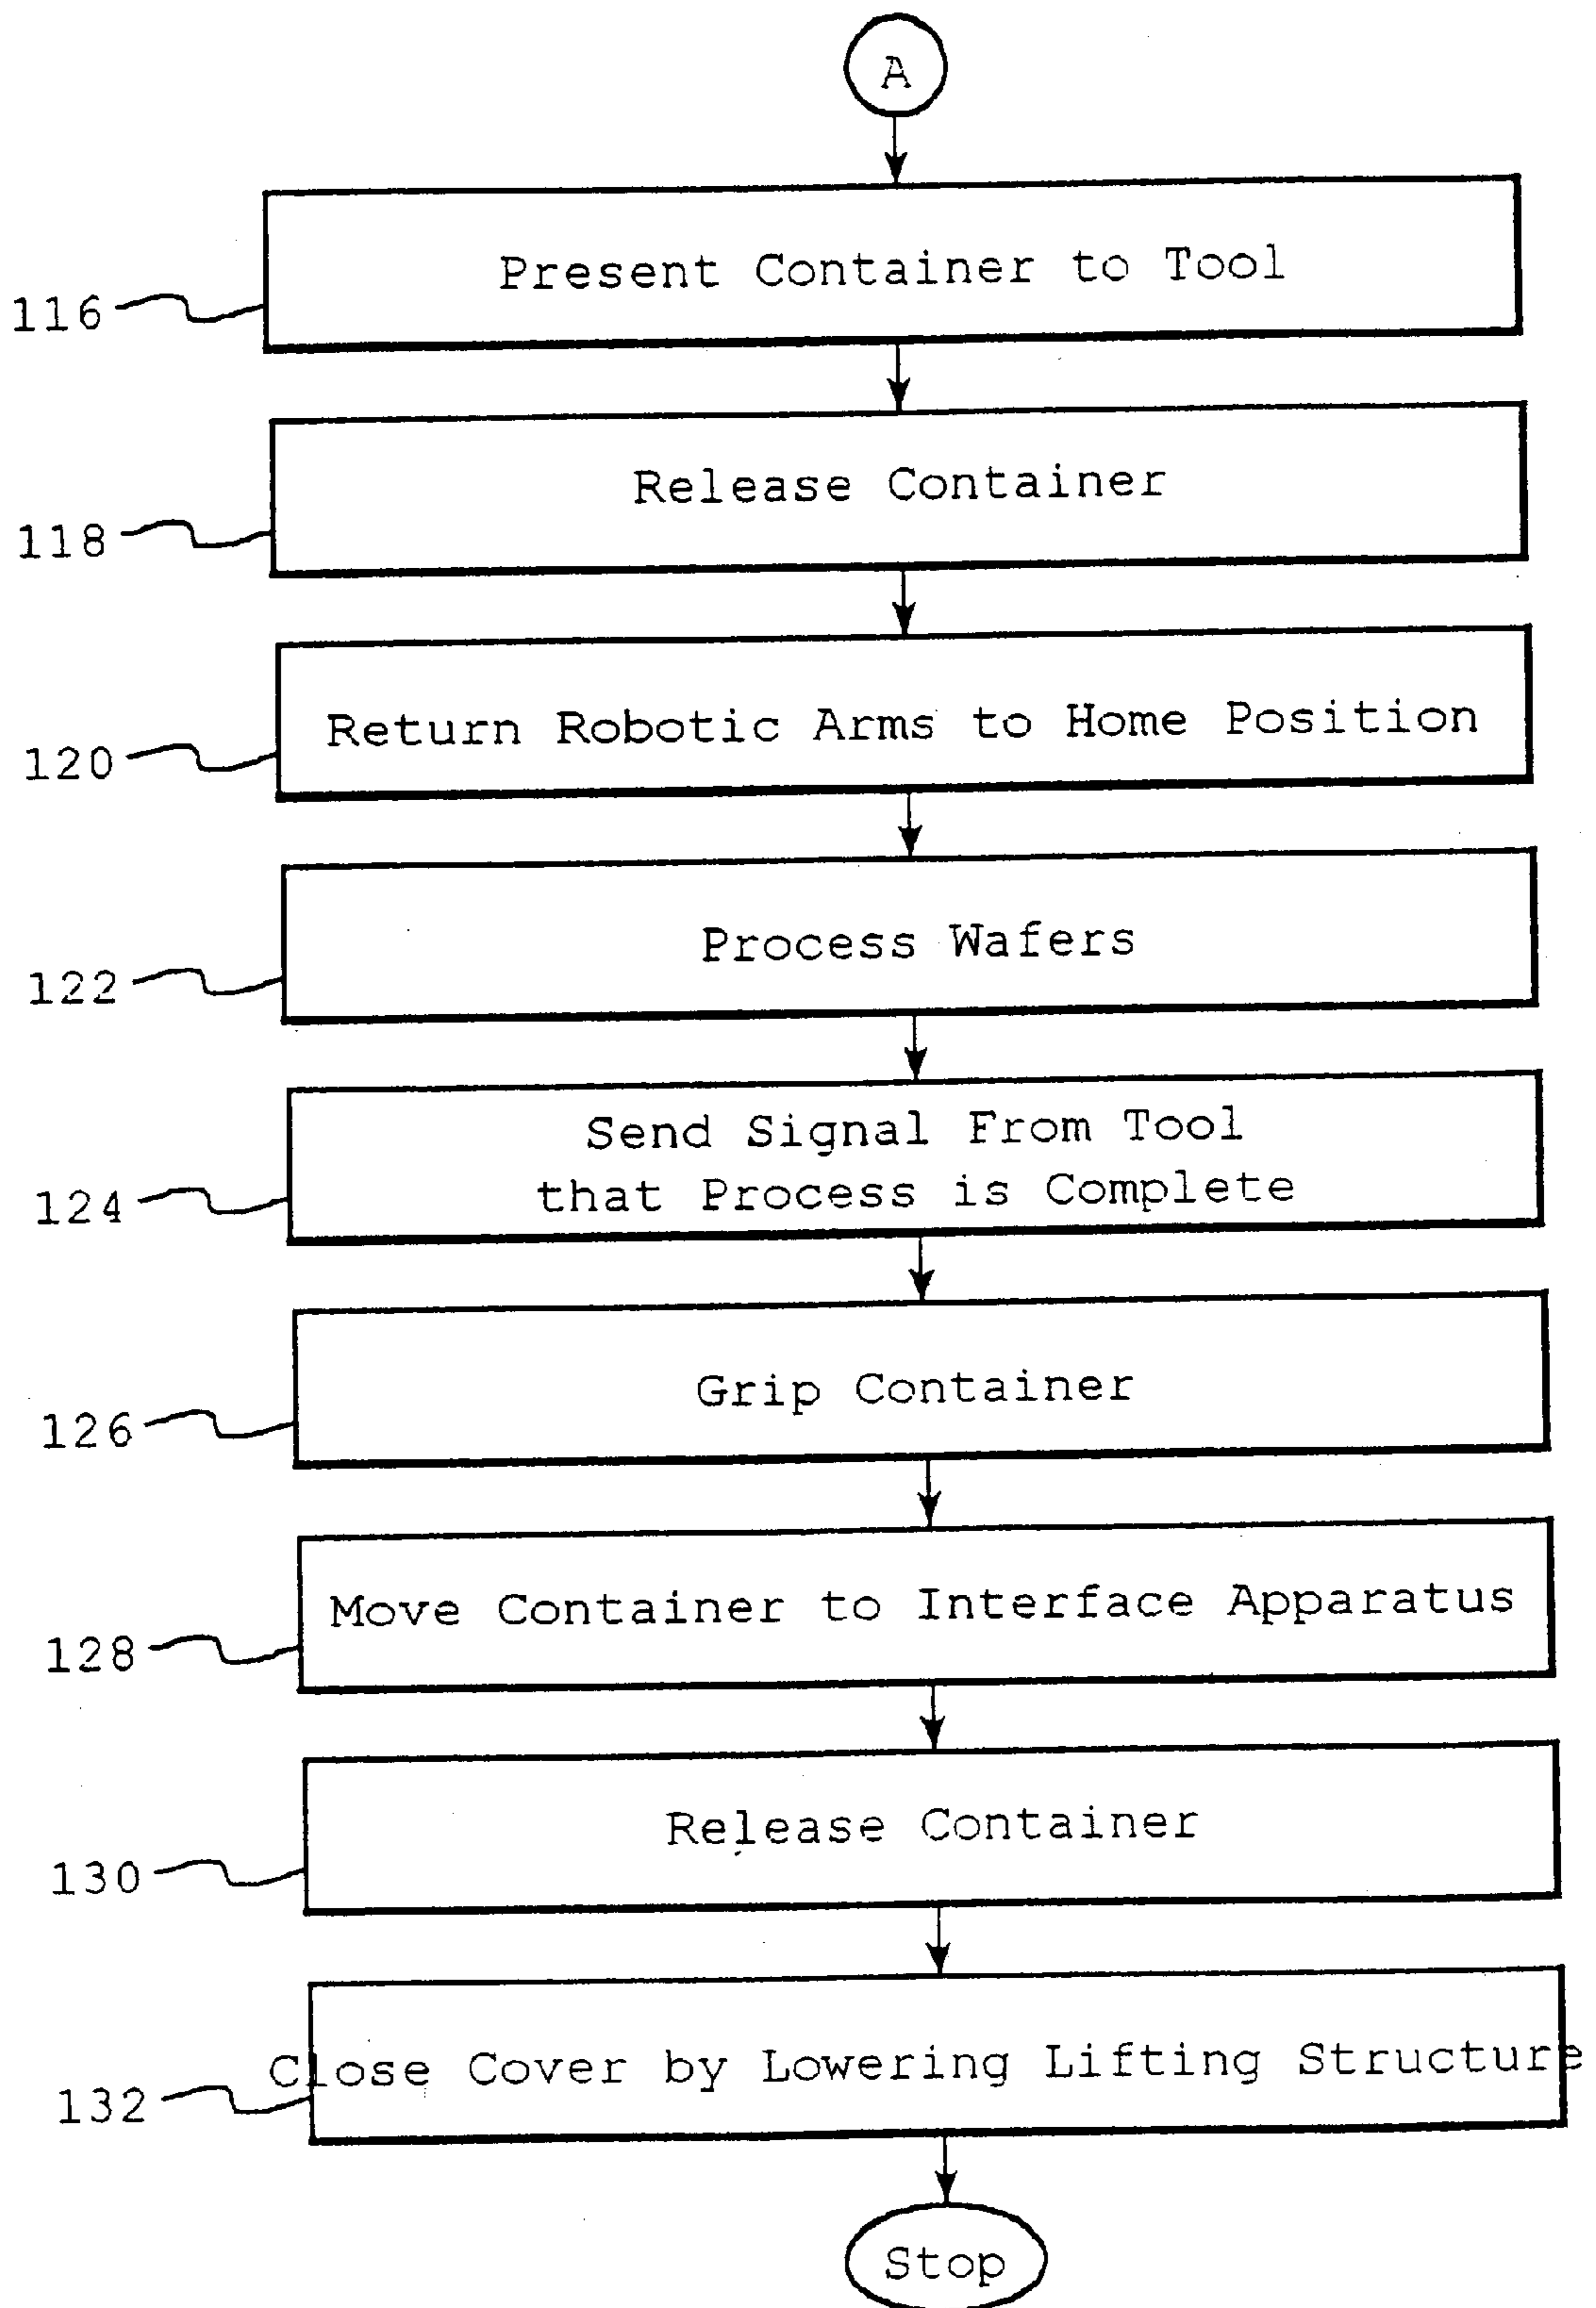 A
Present Container to Tool
116
Release Container
118
Return Robotic Arms to Home Position
120
Process Wafers
122
Send Signal From Tool
that Process is Complete
124
Grip Container
126
Move Container to Interface Apparatus
128
Release Container
130
Close Cover by Lowering Lifting Structure
132
Stop